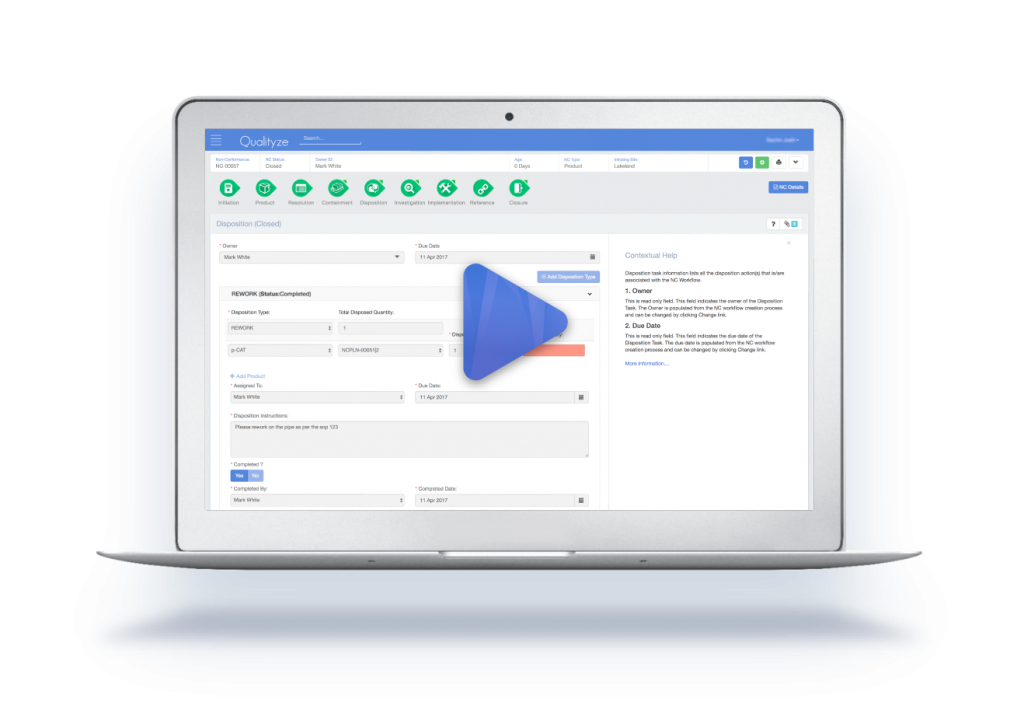 Qualityze
Search...
Non-Conformance NC Status Owner ID Age NC Type Initiating Site
Closed Mark White 0 Days Product Lakeland
Initiation Product Resolution Containment Disposition Investigation Implementation Reference Closure
NC Details
Disposition (Closed)
?
* Owner * Due Date
Mark White 11 Apr 2017
Add Disposition Type
REWORK (Status:Completed)
* Disposition Type: Total Disposed Quantity:
REWORK 1
p-CAT 1
Add Product
* Assigned To: * Due Date:
Mark White 11 Apr 2017
* Disposition Instructions:
Please rework on the pipe as per the sop 123
* Completed ?
Yes No
* Completed By: * Completed Date:
Mark White 11 Apr 2017
Contextual Help
Disposition task information lists all the disposition action(s) that is/are
associated with the NC Workflow.
1. Owner
This is read only field. This field indicates the owner of the Disposition
Task. The Owner is populated from the NC workflow creation process
and can be changed by clicking Change link.
2. Due Date
This is read only field. This field indicates the due date of the
Disposition Task. The due date is populated from the NC workflow
creation process and can be changed by clicking Change link.
More information....